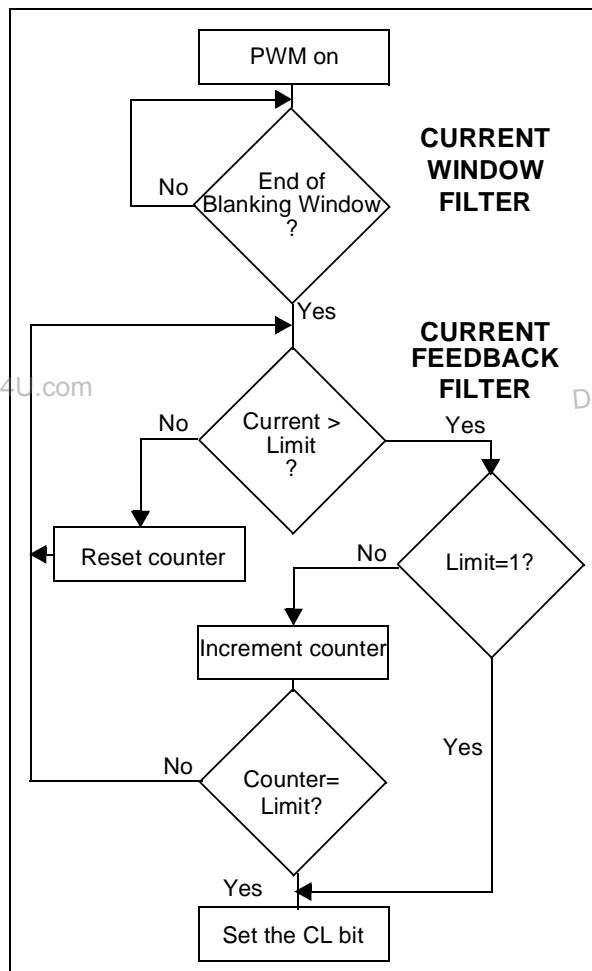 PWM on
CURRENT
WINDOW
FILTER
No
End of
Blanking Window
?
Yes
CURRENT
FEEDBACK
FILTER
4U.com
D
No
Current >
Limit
?
Yes
Reset counter
No
Limit=1?
Increment counter
Yes
No
Counter=
Limit?
Yes
Set the CL bit